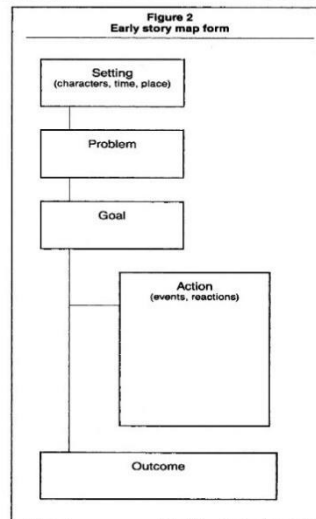 Figure 2
Early story map form
Setting
(characters, time, place)
Problem
Goal
Action
(events, reactions)
Outcome